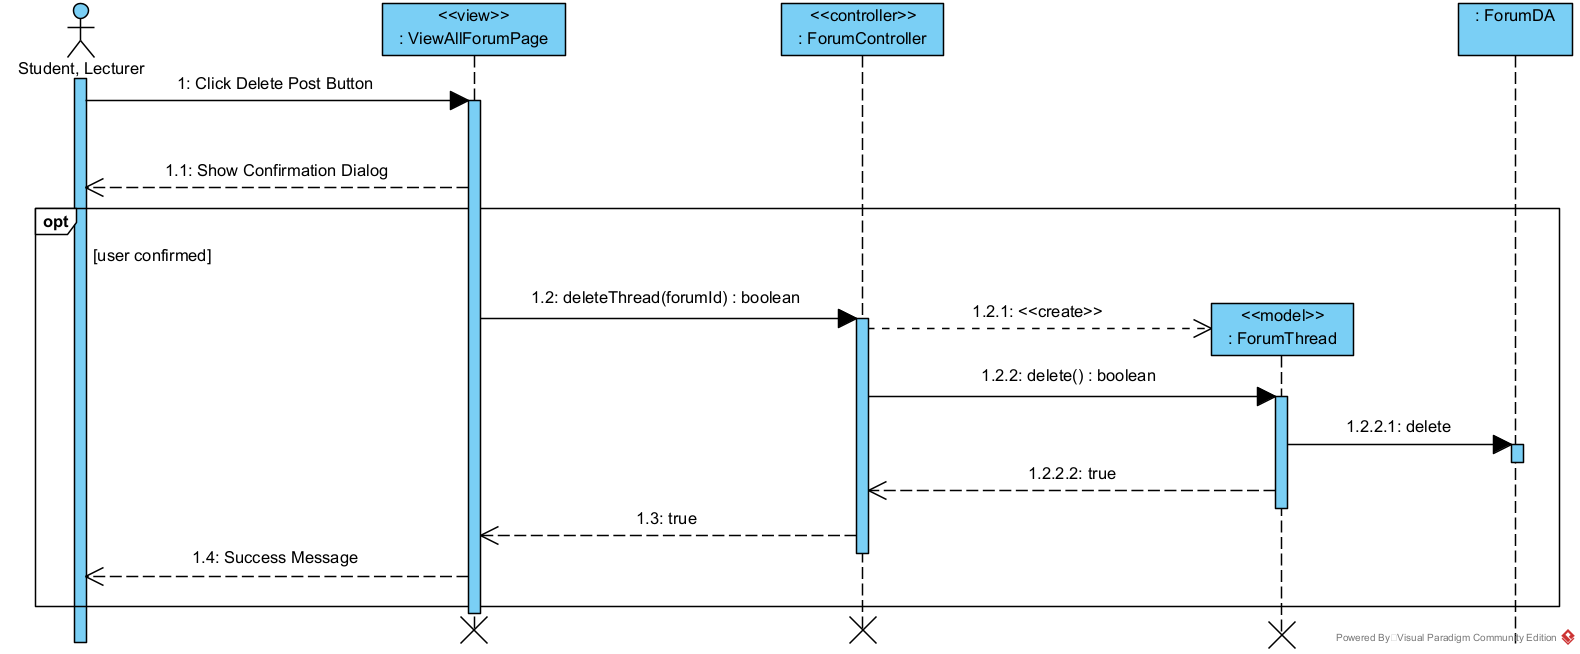 <<view>>
: ViewAllForumPage
<<controller>>
: ForumController
: ForumDA
Student, Lecturer
1: Click Delete Post Button
1.1: Show Confirmation Dialog
opt
[user confirmed]
1.2: deleteThread(forumId) : boolean
1.2.1: <<create>>
<<model>>
: ForumThread
1.2.2: delete() : boolean
1.2.2.1: delete
1.2.2.2: true
1.3: true
1.4: Success Message
Powered By Visual Paradigm Community Edition